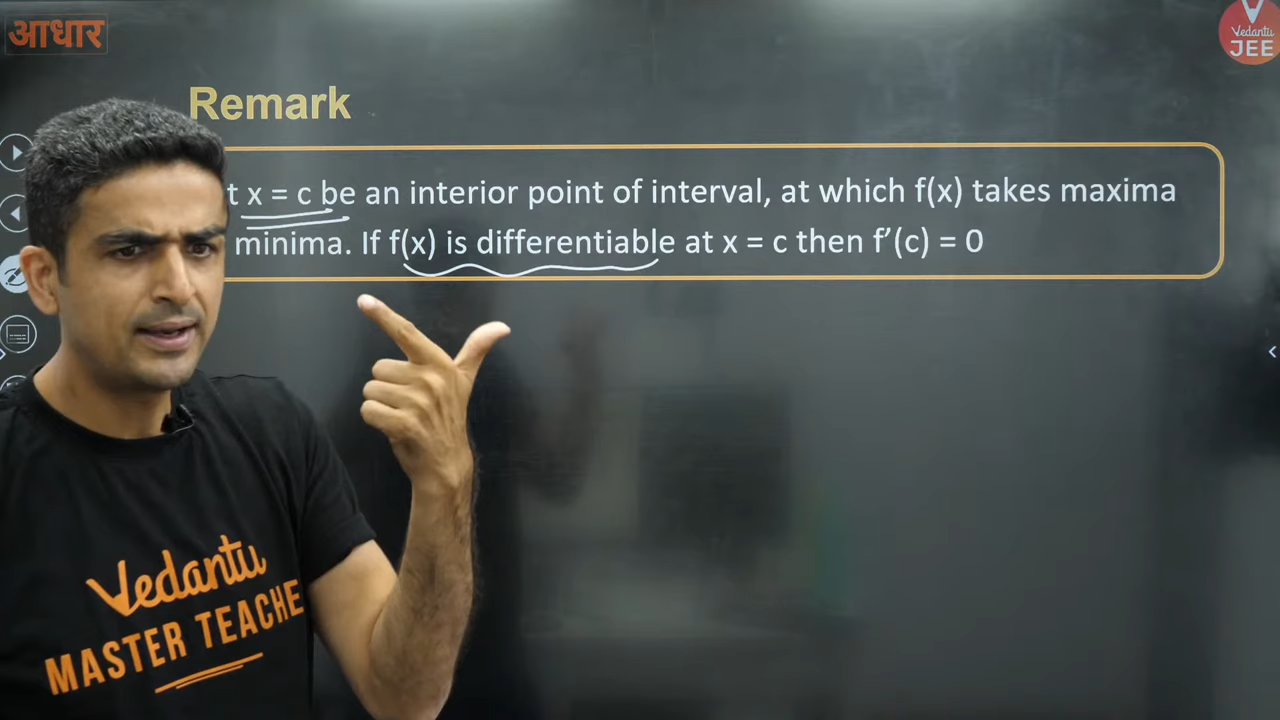 आधार
Vedantu
JEE
Remark
t x = c be an interior point of interval, at which f(x) takes maxima
minima. If f(x) is differentiable at x = c then f′(c) = 0
Vedantu
MASTER TEACHE